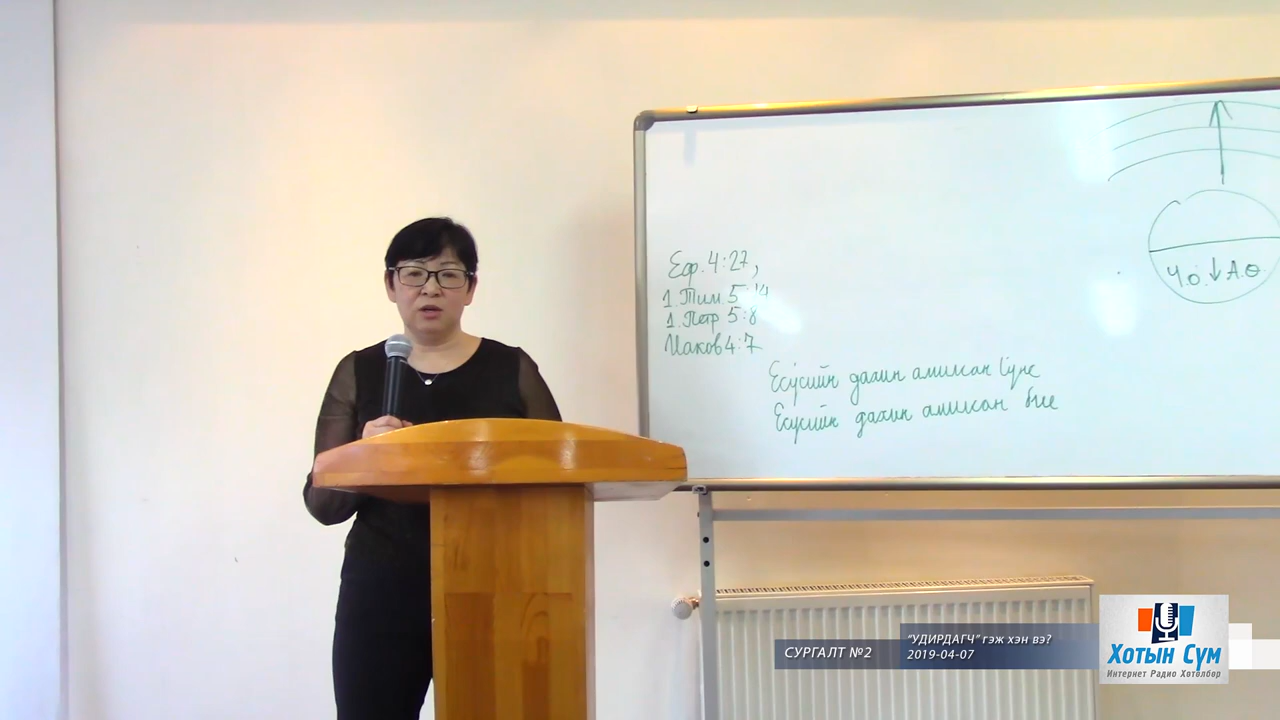 Еф. 4:27,
1. Тим. 5:14
1. Петр 5:8
Иаков 4:7
Есүсийн дахин амилсан Сүнс
Есүсийн дахин амилсан бие
Ч.Ө. А.Ө.
СУРГАЛТ №2
"УДИРДАГЧ" гэж хэн вэ?
2019-04-07
Хотын Сүм
Интернет Радио Хөтөлбөр